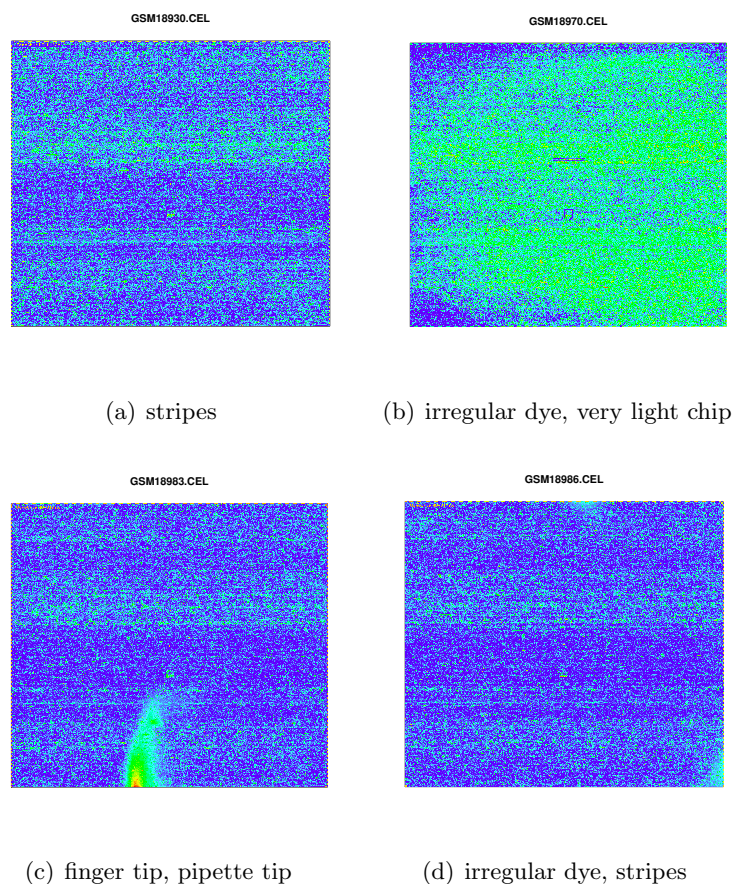 GSM18930.CEL
GSM18970.CEL
(a) stripes
(b) irregular dye, very light chip
GSM18983.CEL
GSM18986.CEL
(c) finger tip, pipette tip
(d) irregular dye, stripes